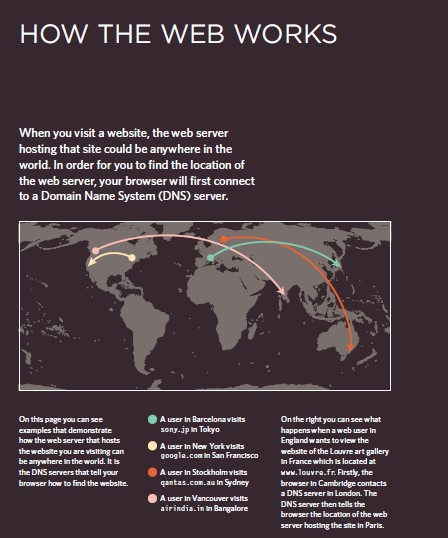 HOW THE WEB WORKS
When you visit a website, the web server
hosting that site could be anywhere in the
world. In order for you to find the location of
the web server, your browser will first connect
to a Domain Name System (DNS) server.
On this page you can see
examples that demonstrate
how the web server that hosts
the website you are visiting can
be anywhere in the world. It is
the DNS servers that tell your
browser how to find the website.
A user in Barcelona visits
sony.jp in Tokyo
A user in New York visits
google.com in San Francisco
A user in Stockholm visits
qantas.com.au in Sydney
A user in Vancouver visits
airindia.in in Bangalore
On the right you can see what
happens when a web user in
England wants to view the
website of the Louvre art gallery
in France which is located at
www.louvre.fr. Firstly, the
browser in Cambridge contacts
a DNS server in London. The
DNS server then tells the
browser the location of the web
server hosting the site in Paris.